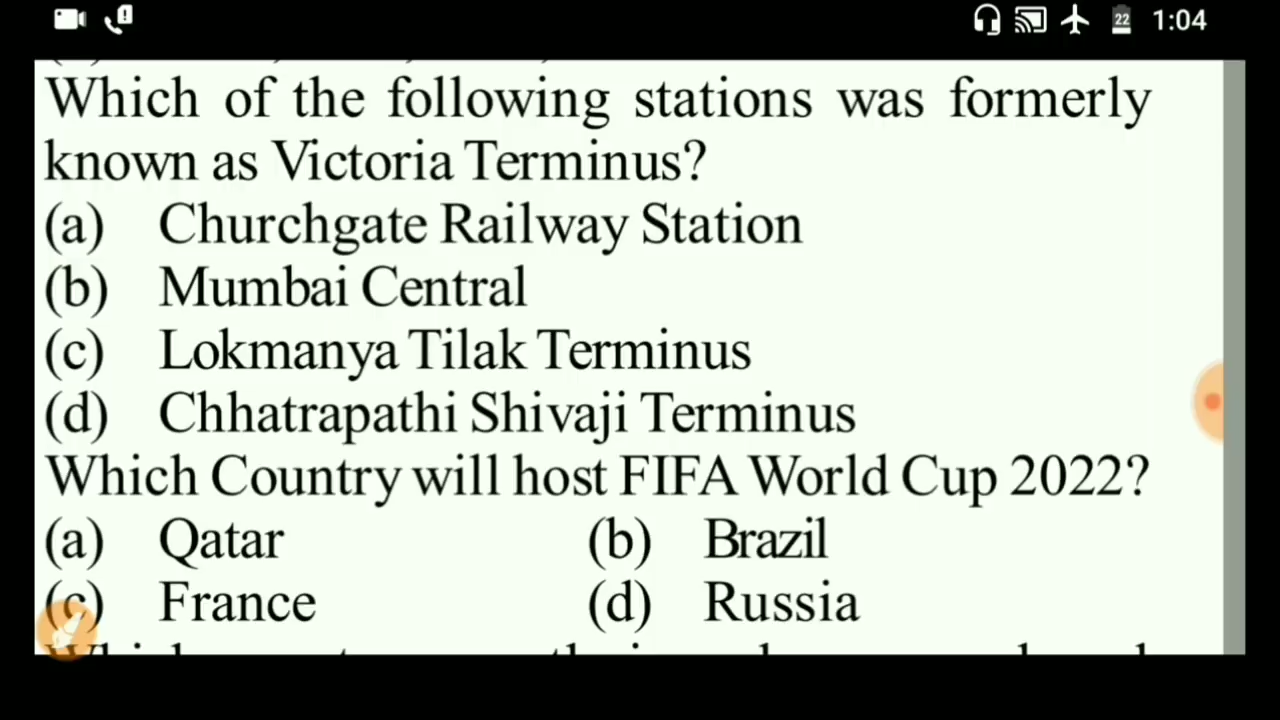 22 1:04
Which of the following stations was formerly
known as Victoria Terminus?
(a) Churchgate Railway Station
(b) Mumbai Central
(c) Lokmanya Tilak Terminus
(d) Chhatrapathi Shivaji Terminus
Which Country will host FIFA World Cup 2022?
(a) Qatar (b) Brazil
(c) France (d) Russia